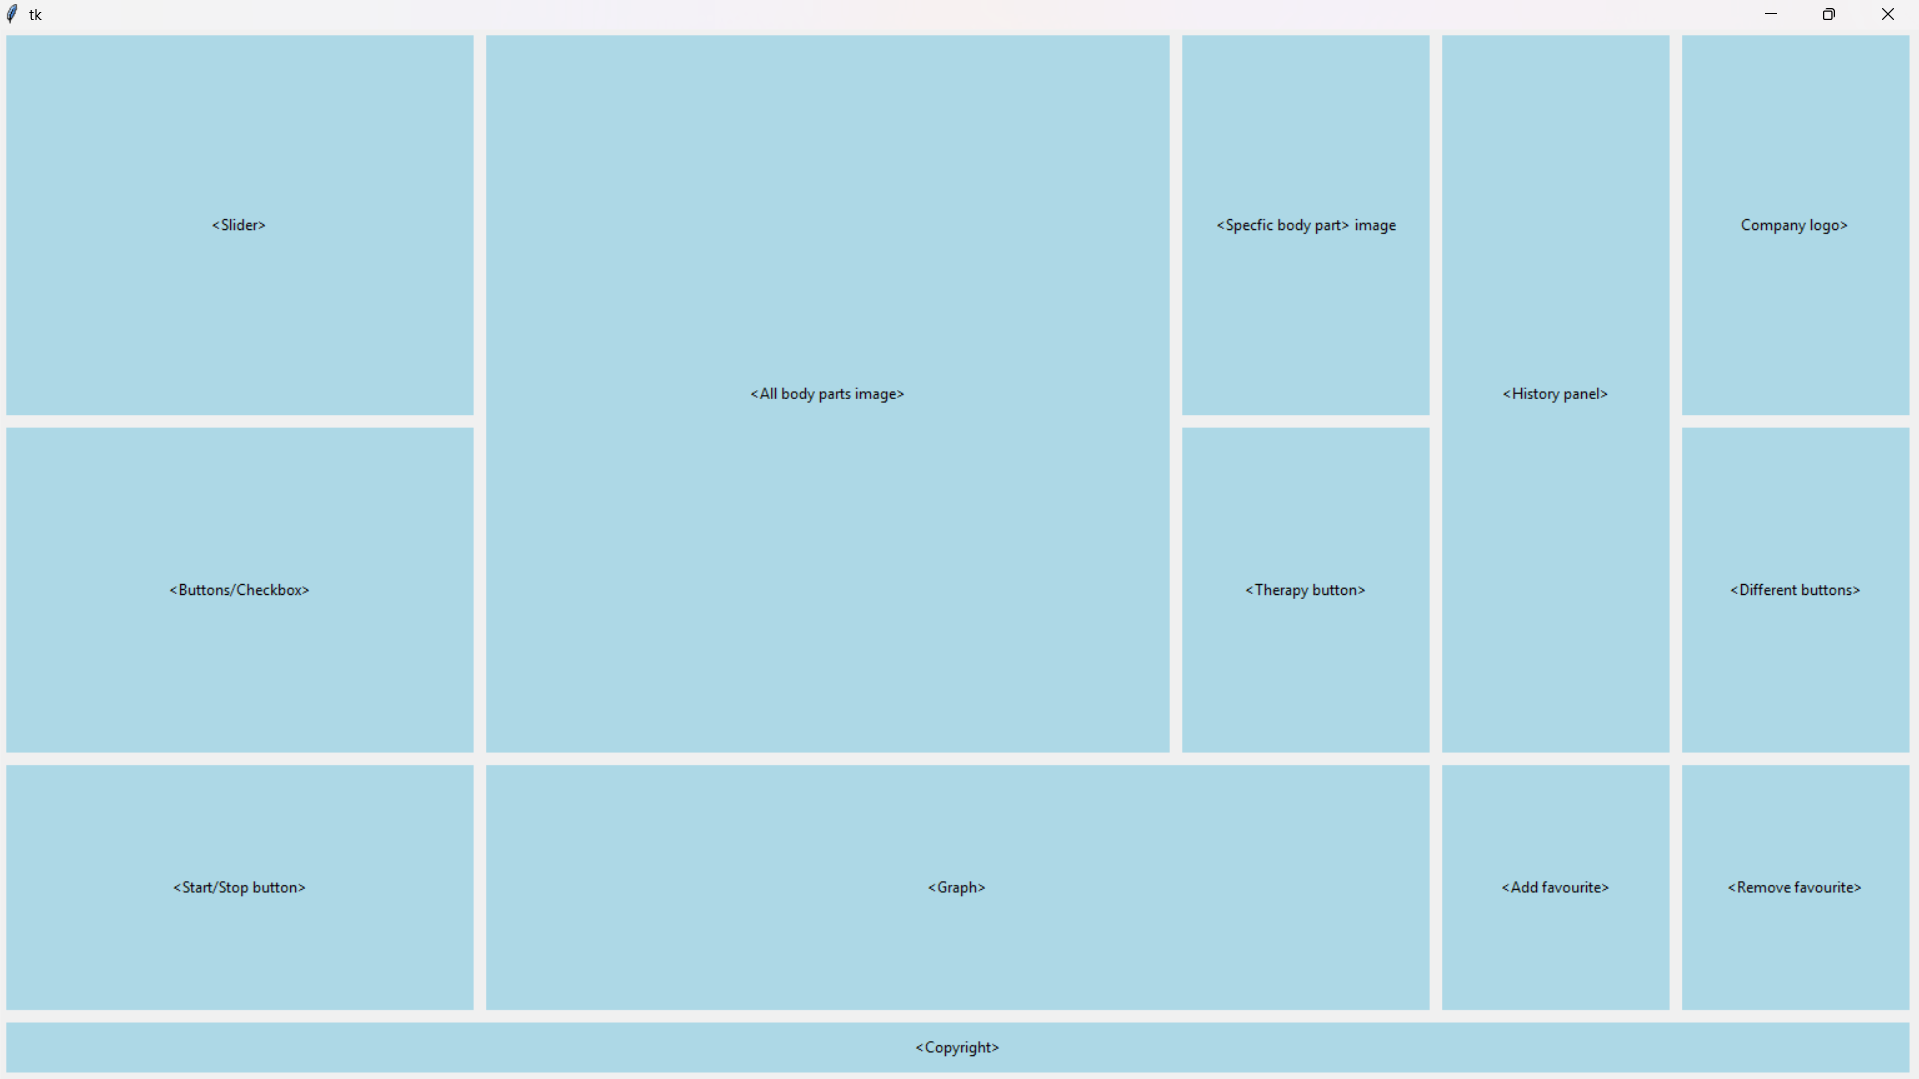 tk
<Slider>
<All body parts image>
<Specfic body part> image
<History panel>
Company logo>
<Buttons/Checkbox>
<Therapy button>
<Different buttons>
<Start/Stop button>
<Graph>
<Add favourite>
<Remove favourite>
<Copyright>